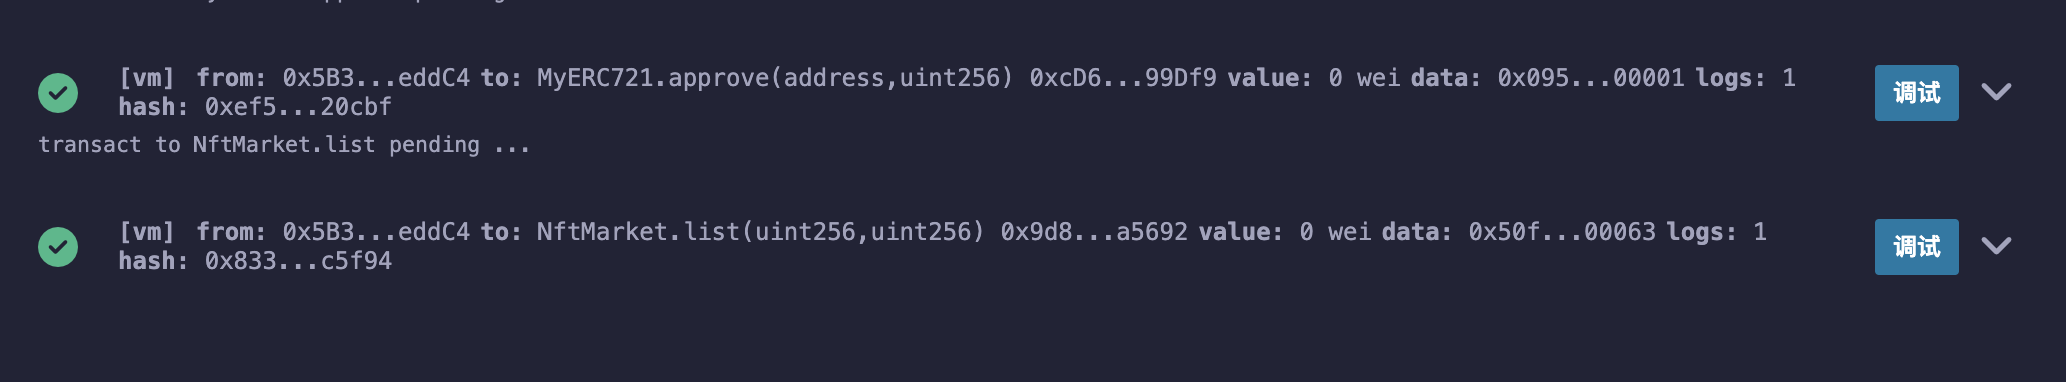 [vm] from: 0x5B3...eddC4 to: MyERC721.approve(address,uint256) 0xcD6...99Df9 value: 0 wei data: 0x095...00001 logs: 1
hash: 0xef5...20cbf
调试
transact to NftMarket.list pending ...
[vm] from: 0x5B3...eddC4 to: NftMarket.list(uint256,uint256) 0x9d8...a5692 value: 0 wei data: 0x50f...00063 logs: 1
hash: 0x833...c5f94
调试